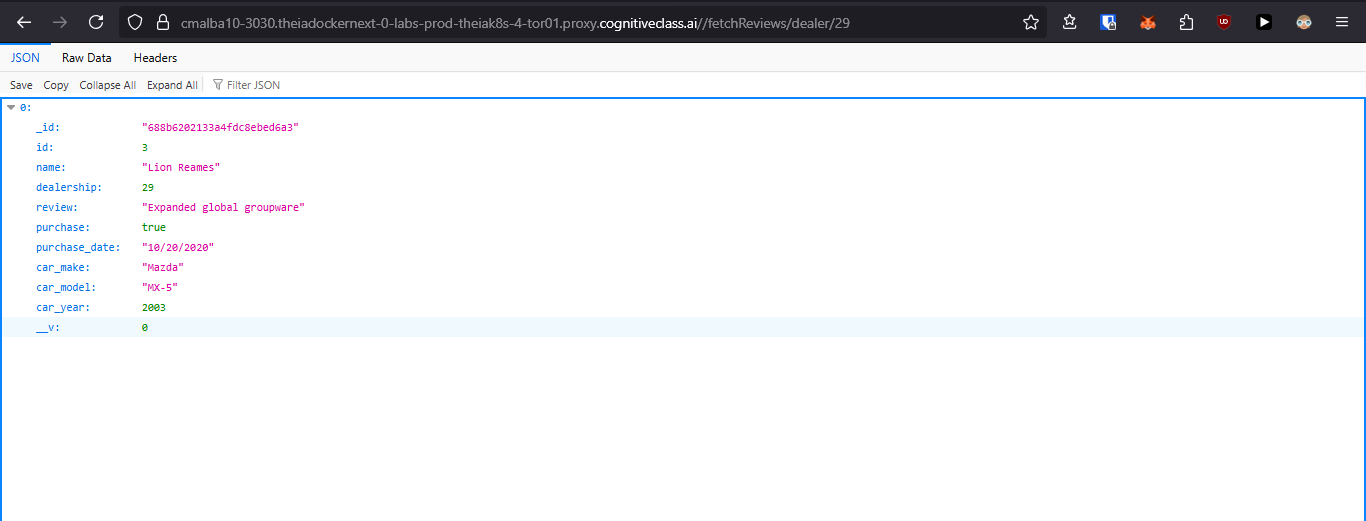 cmalba10-3030.theiadockernext-0-labs-prod-theiak8s-4-tor01.proxy.cognitiveclass.ai//fetchReviews/dealer/29
JSON Raw Data Headers
Save Copy Collapse All Expand All Filter JSON
0:
_id: "688b6202133a4fdc8ebed6a3"
id: 3
name: "Lion Reames"
dealership: 29
review: "Expanded global groupware"
purchase: true
purchase_date: "10/20/2020"
car_make: "Mazda"
car_model: "MX-5"
car_year: 2003
__v: 0